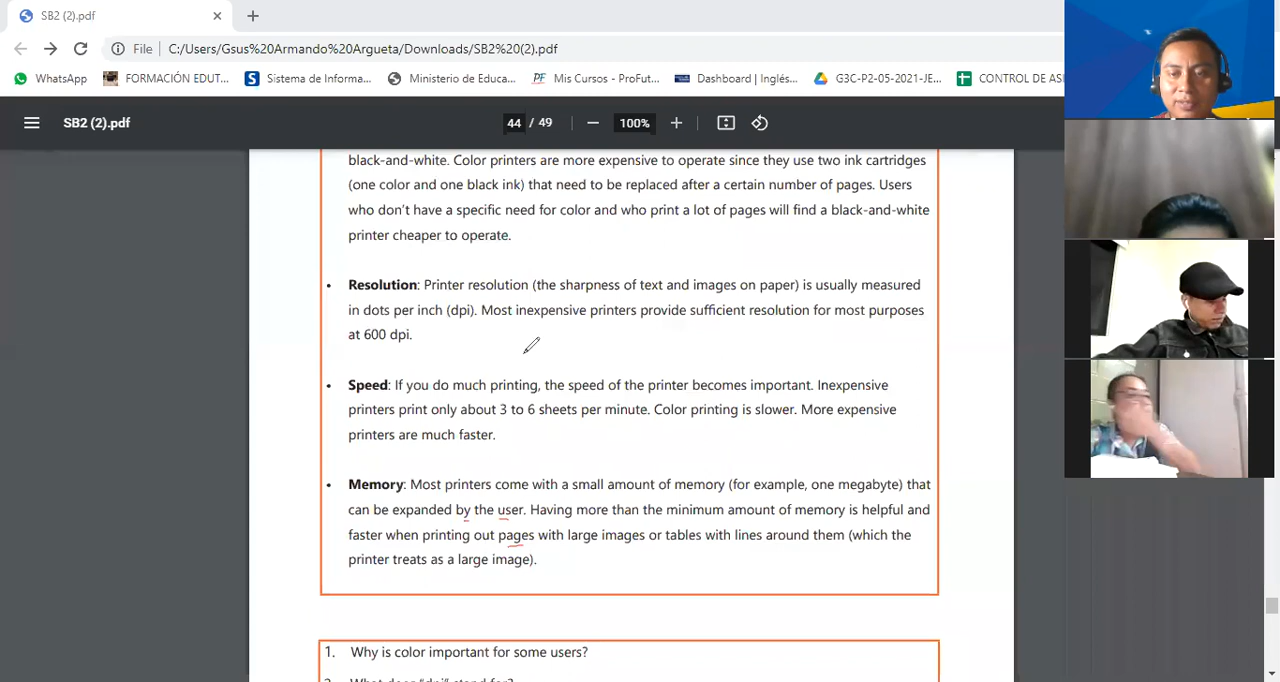 SB2 (2).pdf
File C:/Users/Gsus%20Armando%20Argueta/Downloads/SB2%20(2).pdf
WhatsApp FORMACIÓN EDUT... Sistema de Informa... Ministerio de Educa... Mis Cursos - ProFut... Dashboard | Inglés,... G3C-P2-05-2021-JE... CONTROL DE ASI
SB2 (2).pdf 44 / 49 100%
black-and-white. Color printers are more expensive to operate since they use two ink cartridges
(one color and one black ink) that need to be replaced after a certain number of pages. Users
who don't have a specific need for color and who print a lot of pages will find a black-and-white
printer cheaper to operate.
• Resolution: Printer resolution (the sharpness of text and images on paper) is usually measured
in dots per inch (dpi). Most inexpensive printers provide sufficient resolution for most purposes
at 600 dpi.
• Speed: If you do much printing, the speed of the printer becomes important. Inexpensive
printers print only about 3 to 6 sheets per minute. Color printing is slower. More expensive
printers are much faster.
• Memory: Most printers come with a small amount of memory (for example, one megabyte) that
can be expanded by the user. Having more than the minimum amount of memory is helpful and
faster when printing out pages with large images or tables with lines around them (which the
printer treats as a large image).
1. Why is color important for some users?
What does "dpi" stand for?